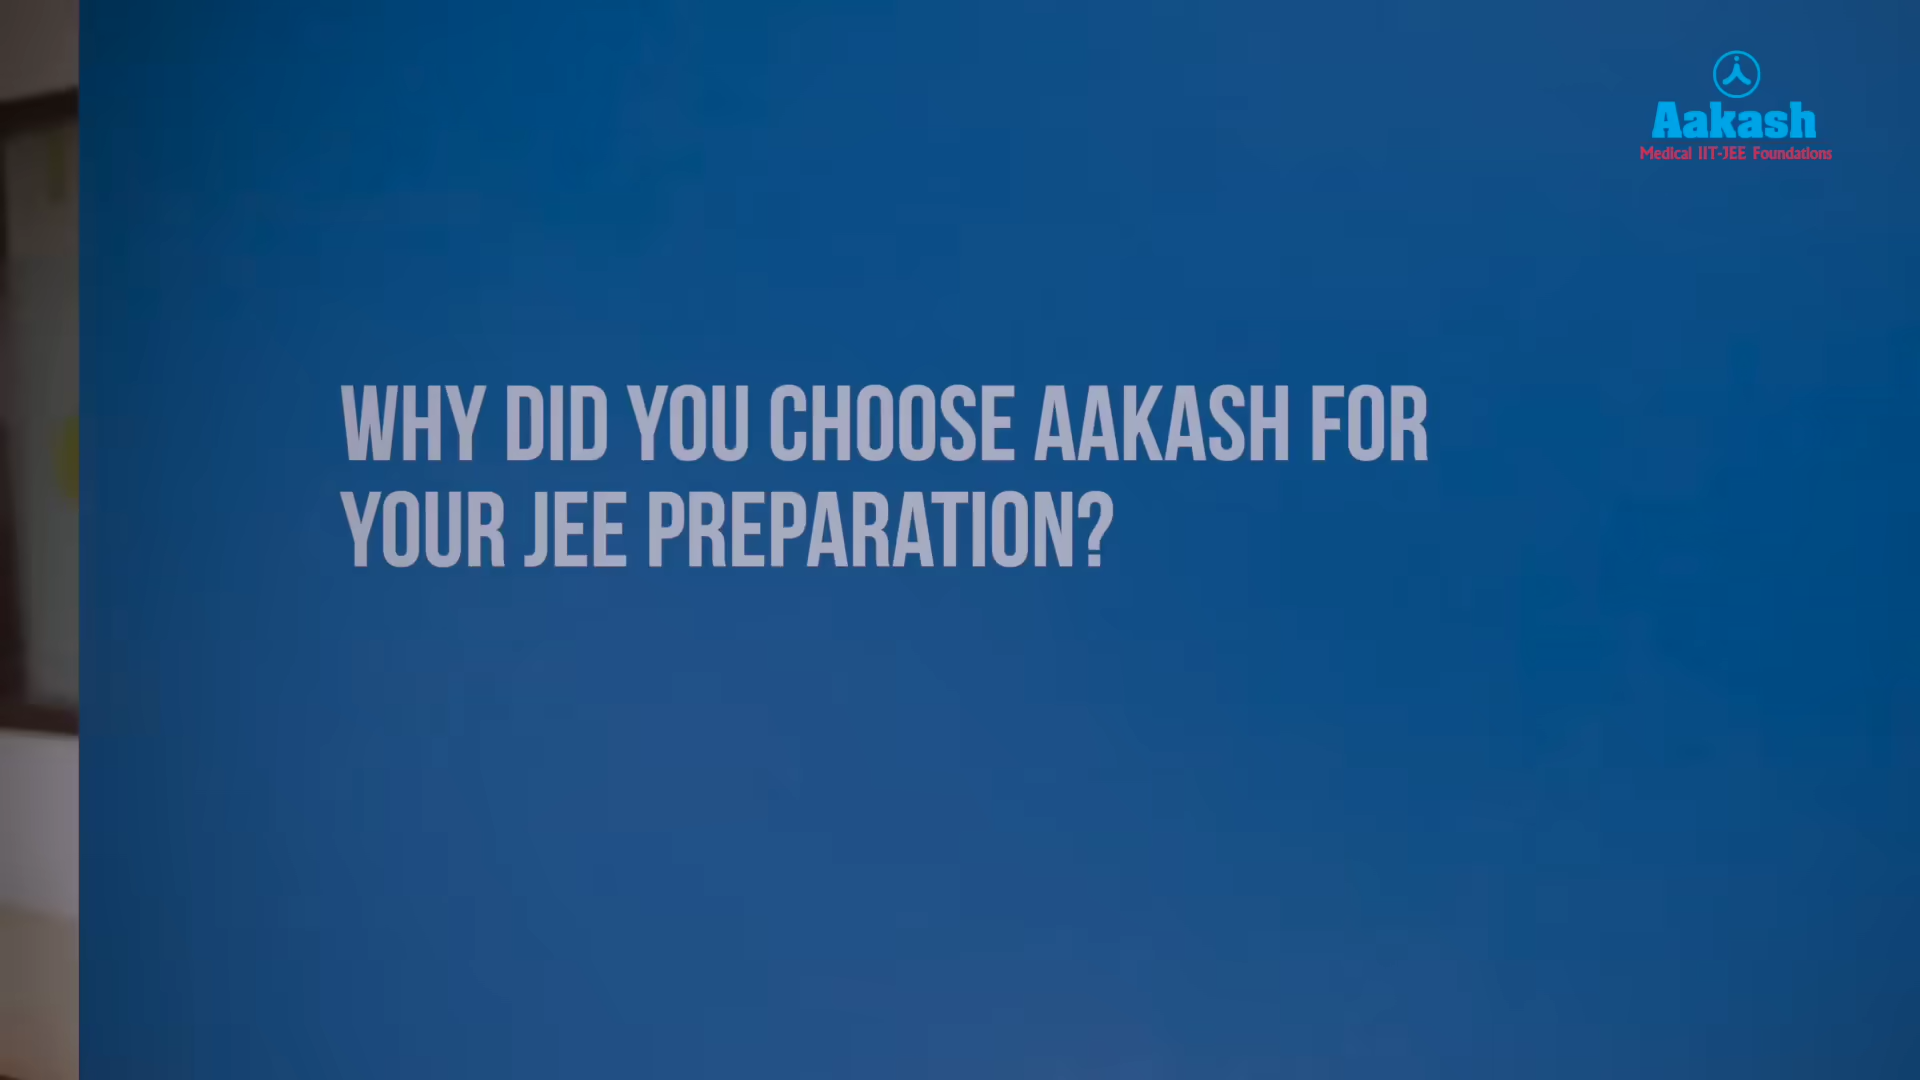 Aakash
Medical IIT-JEE Foundations
WHY DID YOU CHOOSE AAKASH FOR
YOUR JEE PREPARATION?